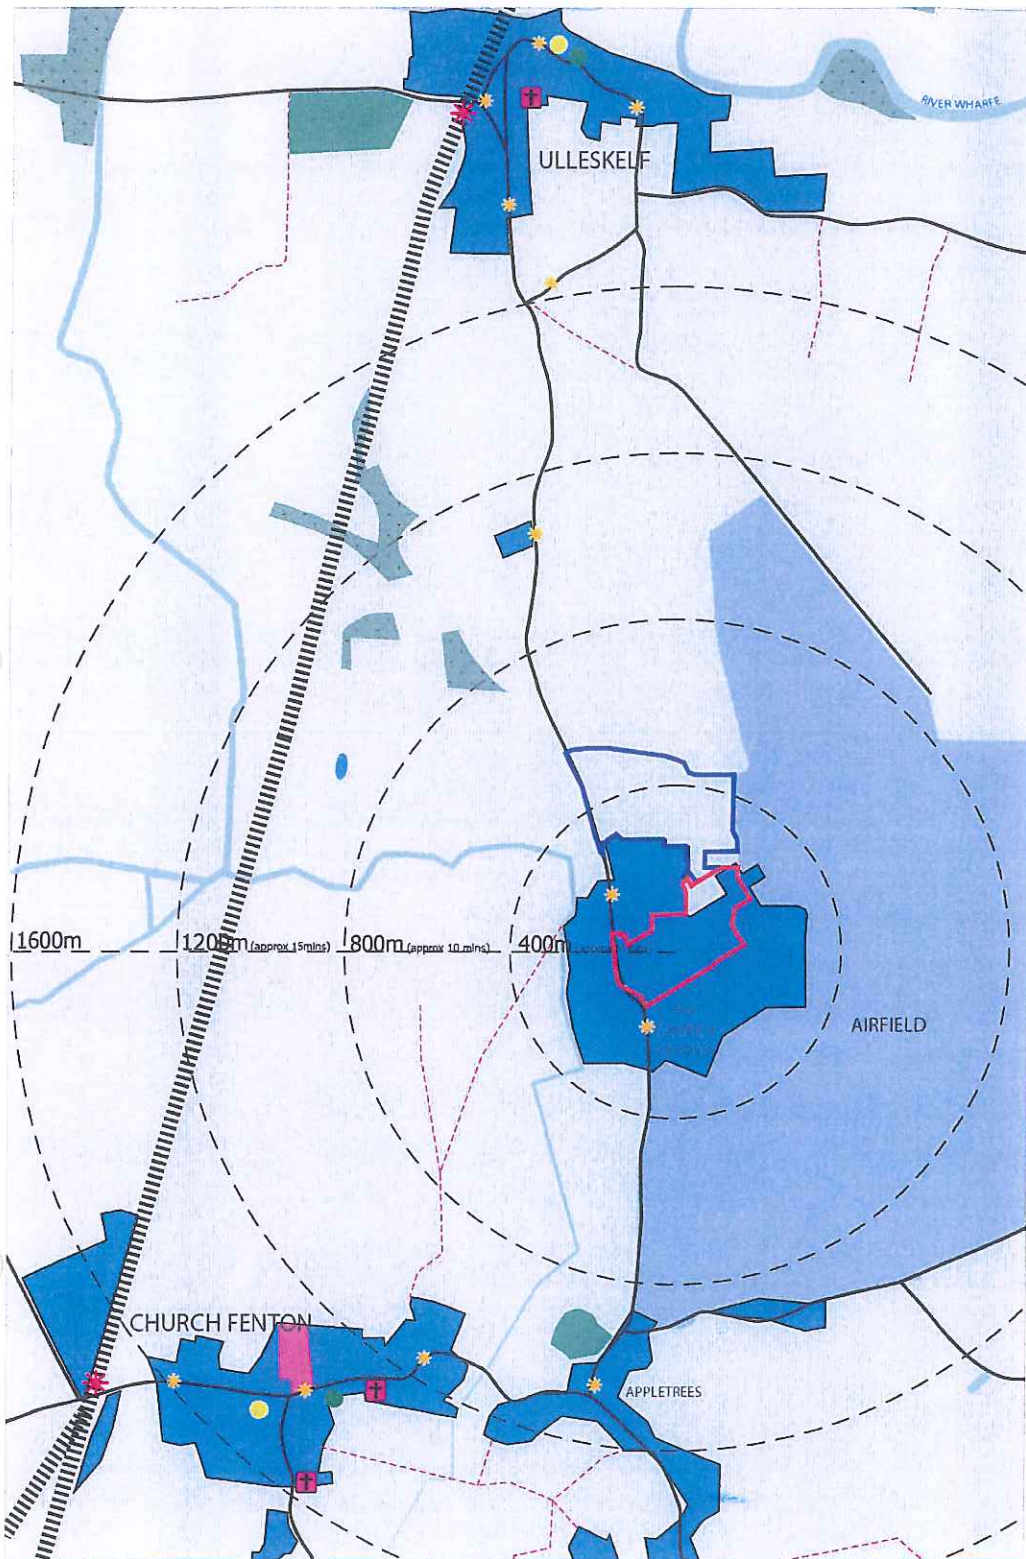 RIVER WHARFE
ULLESKELF
1600m
1200m (approx 15mins)
800m (approx 10 mins)
400m
AIRFIELD
CHURCH FENTON
APPLETREES